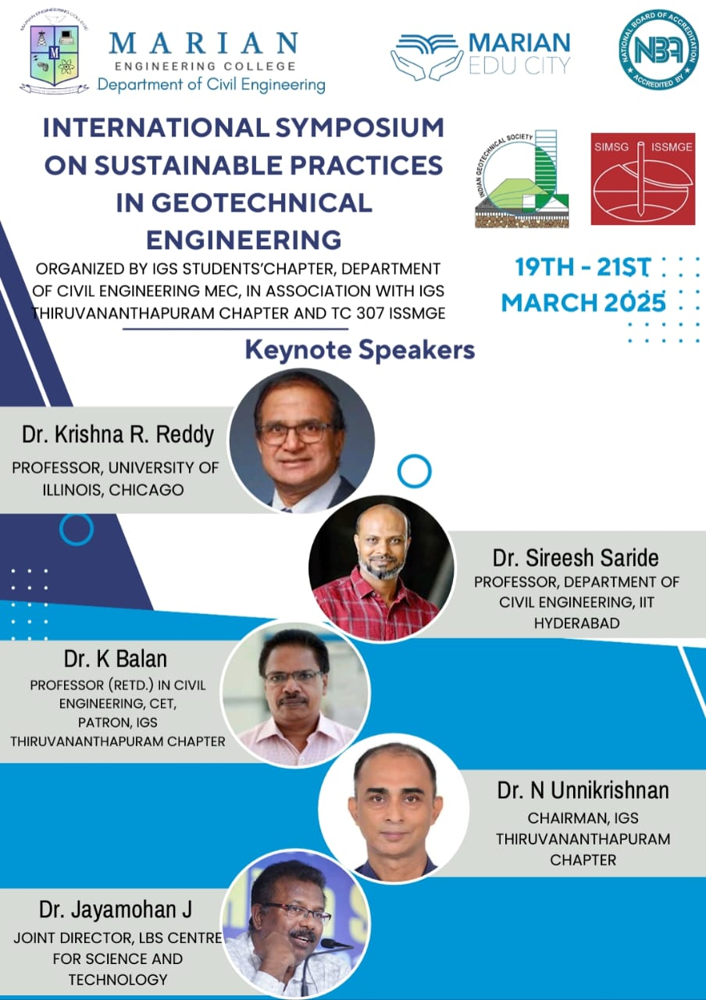 MARIAN ENGINEERING COLLEGE
M
MARIAN
ENGINEERING COLLEGE
Department of Civil Engineering
MARIAN
EDU CITY
NATIONAL BOARD OF ACCREDITATION
NBA
ACCREDITED BY
INTERNATIONAL SYMPOSIUM
ON SUSTAINABLE PRACTICES
IN GEOTECHNICAL
ENGINEERING
INDIAN GEOTECHNICAL SOCIETY
SIMSG ISSMGE
ORGANIZED BY IGS STUDENTS'CHAPTER, DEPARTMENT
OF CIVIL ENGINEERING MEC, IN ASSOCIATION WITH IGS
THIRUVANANTHAPURAM CHAPTER AND TC 307 ISSMGE
19TH - 21ST
MARCH 2025
Keynote Speakers
Dr. Krishna R. Reddy
PROFESSOR, UNIVERSITY OF
ILLINOIS, CHICAGO
Dr. Sireesh Saride
PROFESSOR, DEPARTMENT OF
CIVIL ENGINEERING, IIT
HYDERABAD
Dr. K Balan
PROFESSOR (RETD.) IN CIVIL
ENGINEERING, CET,
PATRON, IGS
THIRUVANANTHAPURAM CHAPTER
Dr. N Unnikrishnan
CHAIRMAN, IGS
THIRUVANANTHAPURAM
CHAPTER
Dr. Jayamohan J
JOINT DIRECTOR, LBS CENTRE
FOR SCIENCE AND
TECHNOLOGY